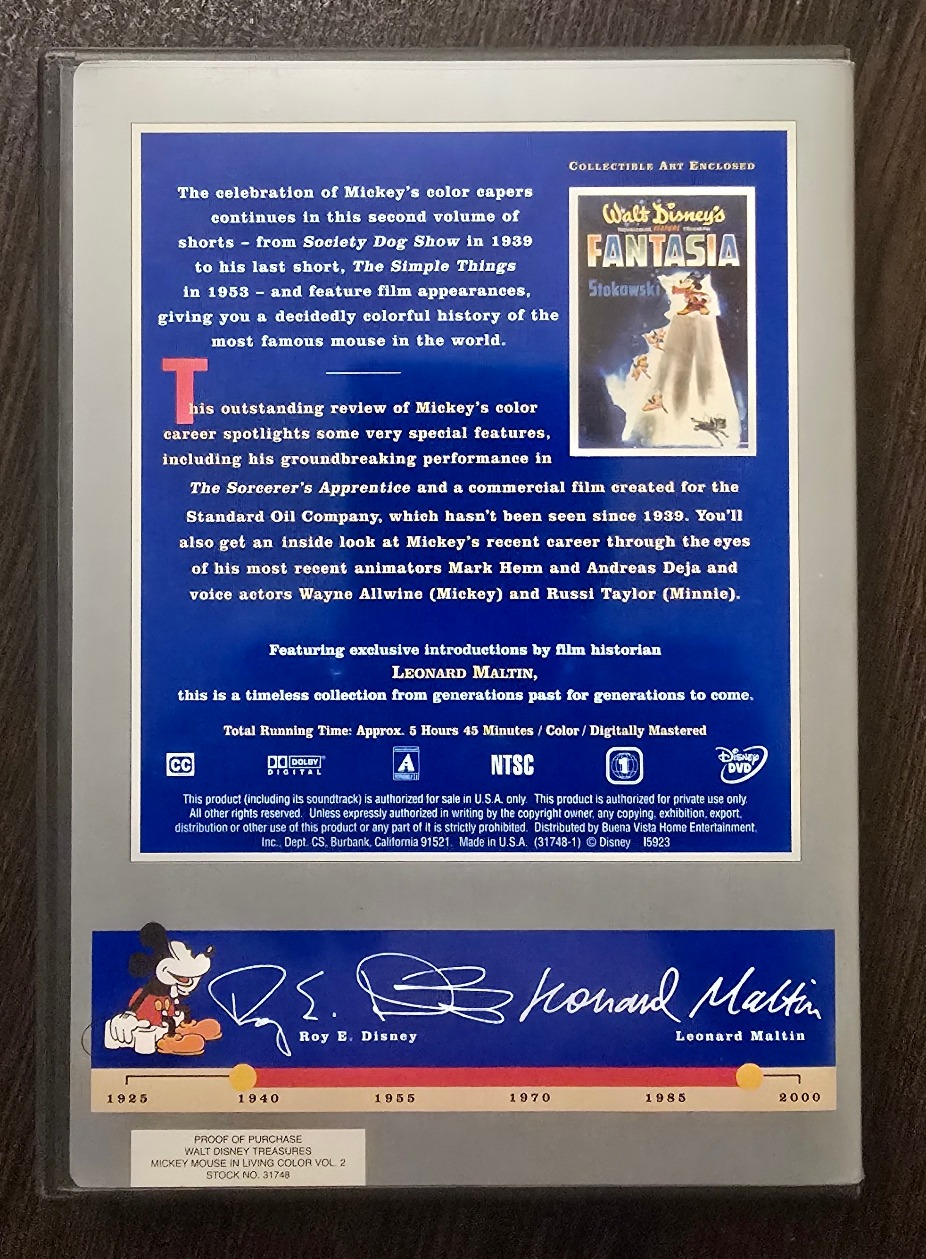 COLLECTIBLE ART ENCLOSED
The celebration of Mickey's color capers
continues in this second volume of
shorts – from Society Dog Show in 1939
to his last short, The Simple Things
in 1953 – and feature film appearances,
giving you a decidedly colorful history of the
most famous mouse in the world.
Walt Disney's
FANTASIA
Stokowski
This outstanding review of Mickey's color
career spotlights some very special features,
including his groundbreaking performance in
The Sorcerer's Apprentice and a commercial film created for the
Standard Oil Company, which hasn't been seen since 1939. You'll
also get an inside look at Mickey's recent career through the eyes
of his most recent animators Mark Henn and Andreas Deja and
voice actors Wayne Allwine (Mickey) and Russi Taylor (Minnie).
Featuring exclusive introductions by film historian
LEONARD MALTIN,
this is a timeless collection from generations past for generations to come.
Total Running Time: Approx. 5 Hours 45 Minutes / Color / Digitally Mastered
CC DOLBY DIGITAL A NTSC 1 Disney DVD
This product (including its soundtrack) is authorized for sale in U.S.A. only. This product is authorized for private use only.
All other rights reserved. Unless expressly authorized in writing by the copyright owner, any copying, exhibition, export,
distribution or other use of this product or any part of it is strictly prohibited. Distributed by Buena Vista Home Entertainment,
Inc., Dept. CS, Burbank, California 91521. Made in U.S.A. (31748-1) © Disney I5923
Roy E. Disney Leonard Maltin
Roy E. Disney Leonard Maltin
1925 1940 1955 1970 1985 2000
PROOF OF PURCHASE
WALT DISNEY TREASURES
MICKEY MOUSE IN LIVING COLOR VOL. 2
STOCK NO. 31748